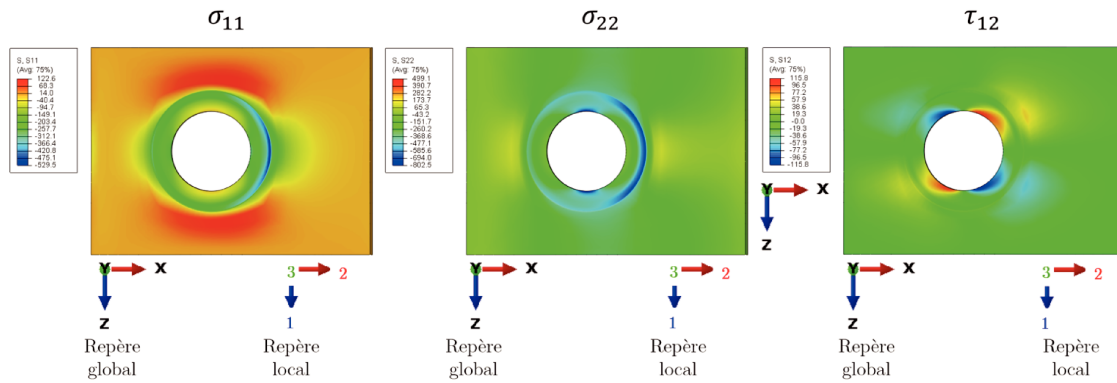 σ11
σ22
τ12
S, S11
(Avg: 75%)
122.6
68.3
14.0
-40.4
-94.7
-149.1
-203.4
-257.7
-312.1
-366.4
-420.8
-475.1
-529.5
S, S22
(Avg: 75%)
499.1
390.7
282.2
173.7
65.3
-43.2
-151.7
-260.2
-368.6
-477.1
-585.6
-694.0
-802.5
S, S12
(Avg: 75%)
115.8
96.5
77.2
57.9
38.6
19.3
-0.0
-19.3
-38.6
-57.9
-77.2
-96.5
-115.8
Y X
Z
Y X
Z
3 2
1
Y X
Z
3 2
1
Y X
Z
3 2
1
Repère
global
Repère
local
Repère
global
Repère
local
Repère
global
Repère
local